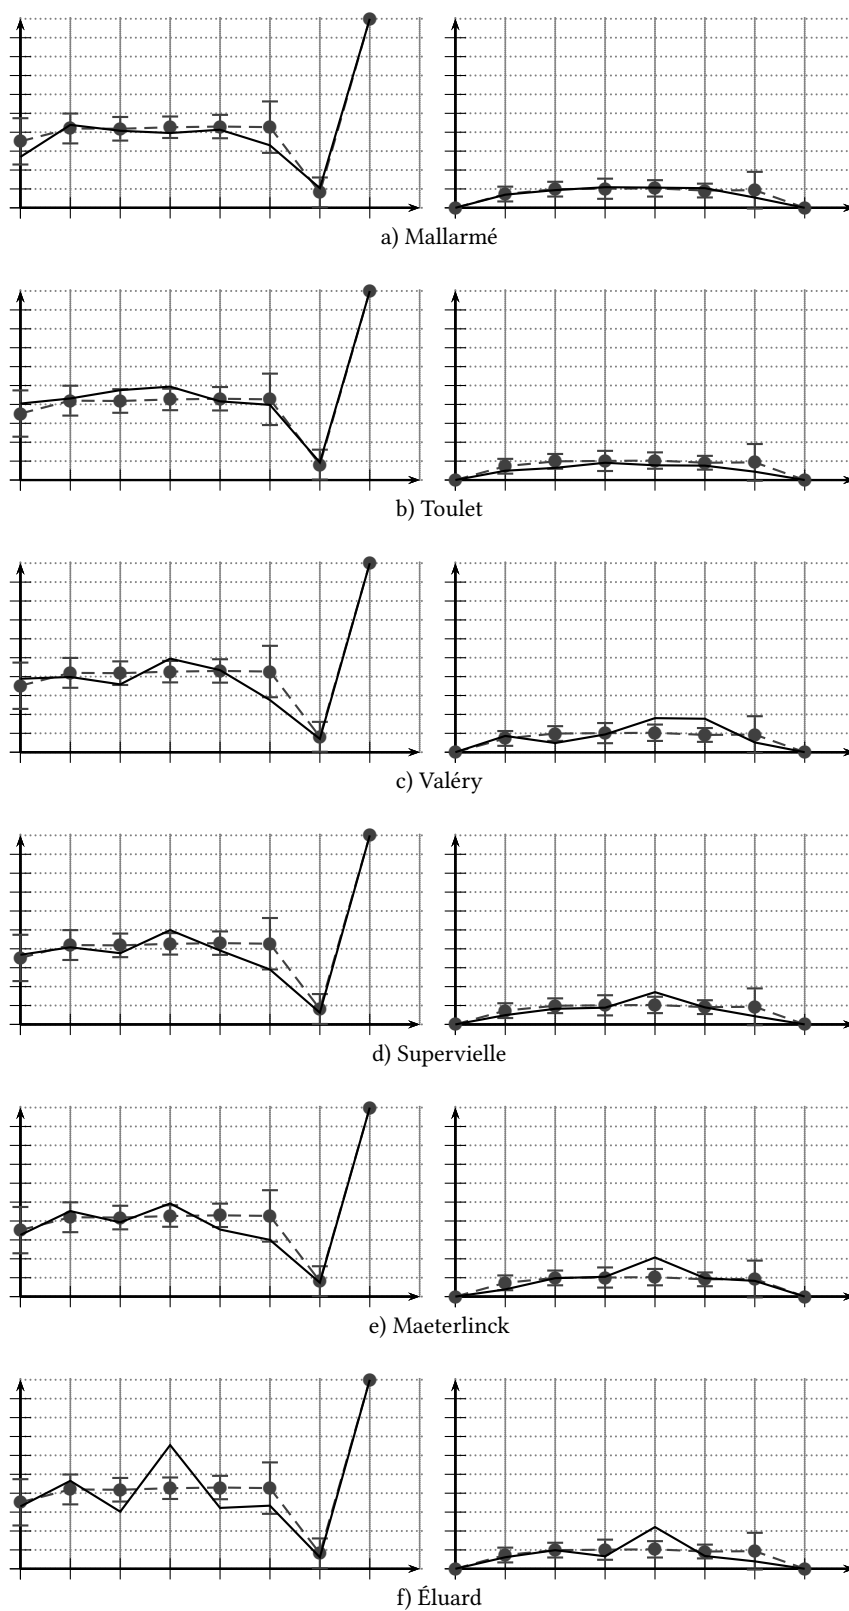 a) Mallarmé
b) Toulet
c) Valéry
d) Supervielle
e) Maeterlinck
f) Éluard